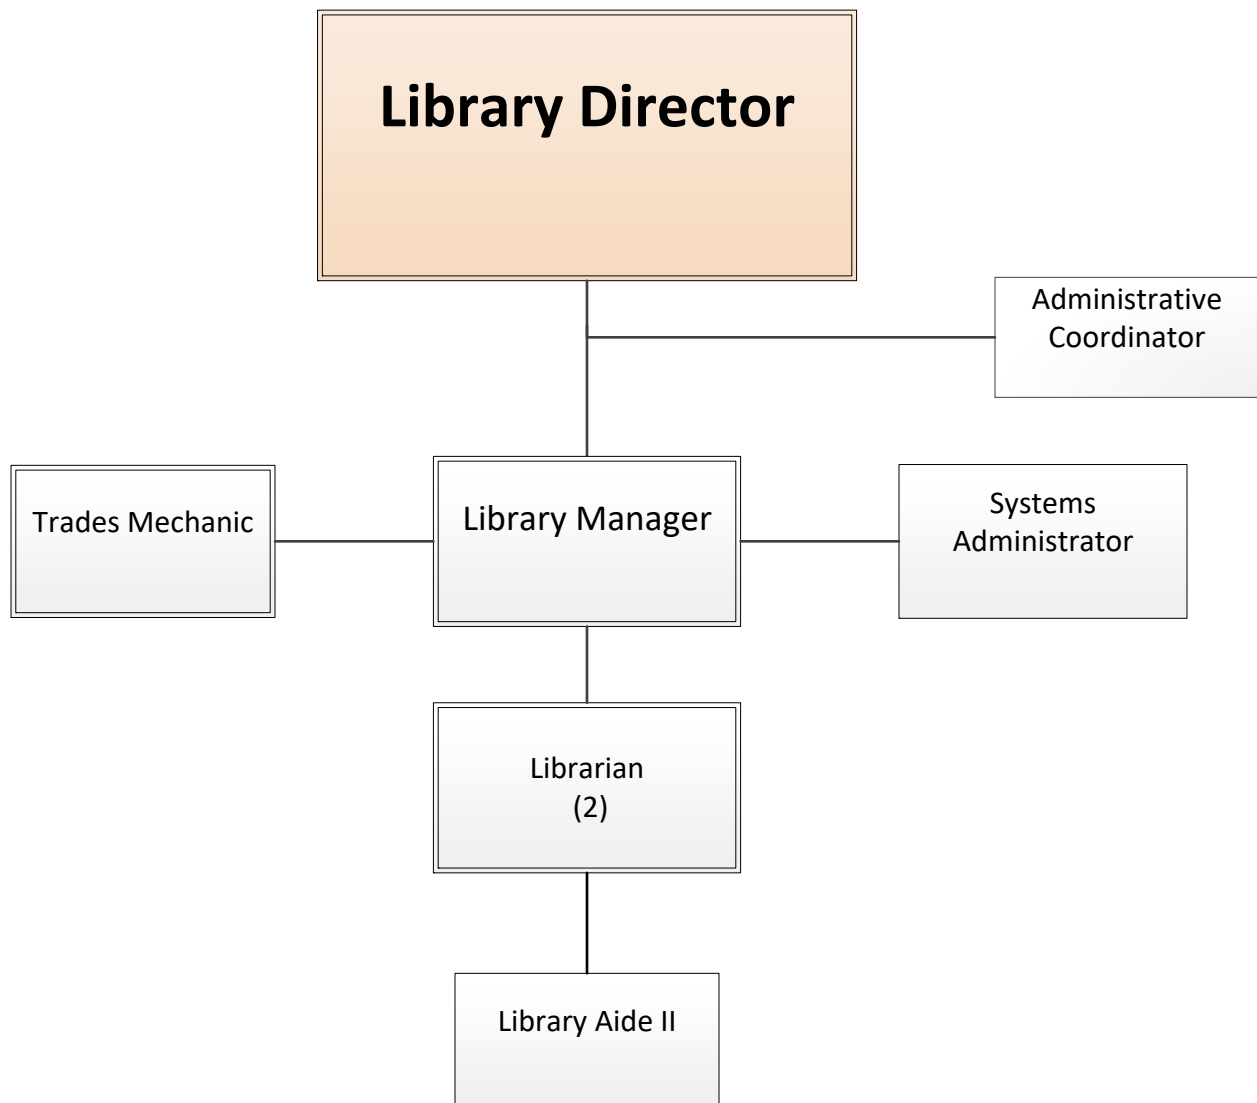 Library Director
Administrative
Coordinator
Trades Mechanic
Library Manager
Systems
Administrator
Librarian
(2)
Library Aide II